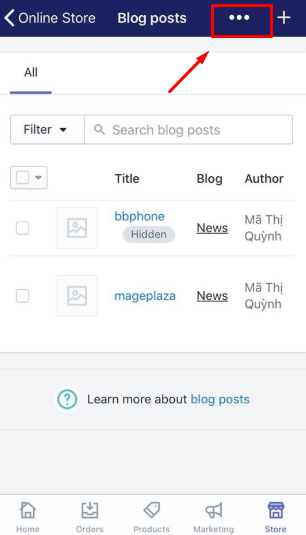 Online Store Blog posts
All
Filter Search blog posts
Title Blog Author
bbphone News Mã Thị
Hidden Quỳnh
mageplaza News Mã Thị
Quỳnh
? Learn more about blog posts
Home Orders Products Marketing Store